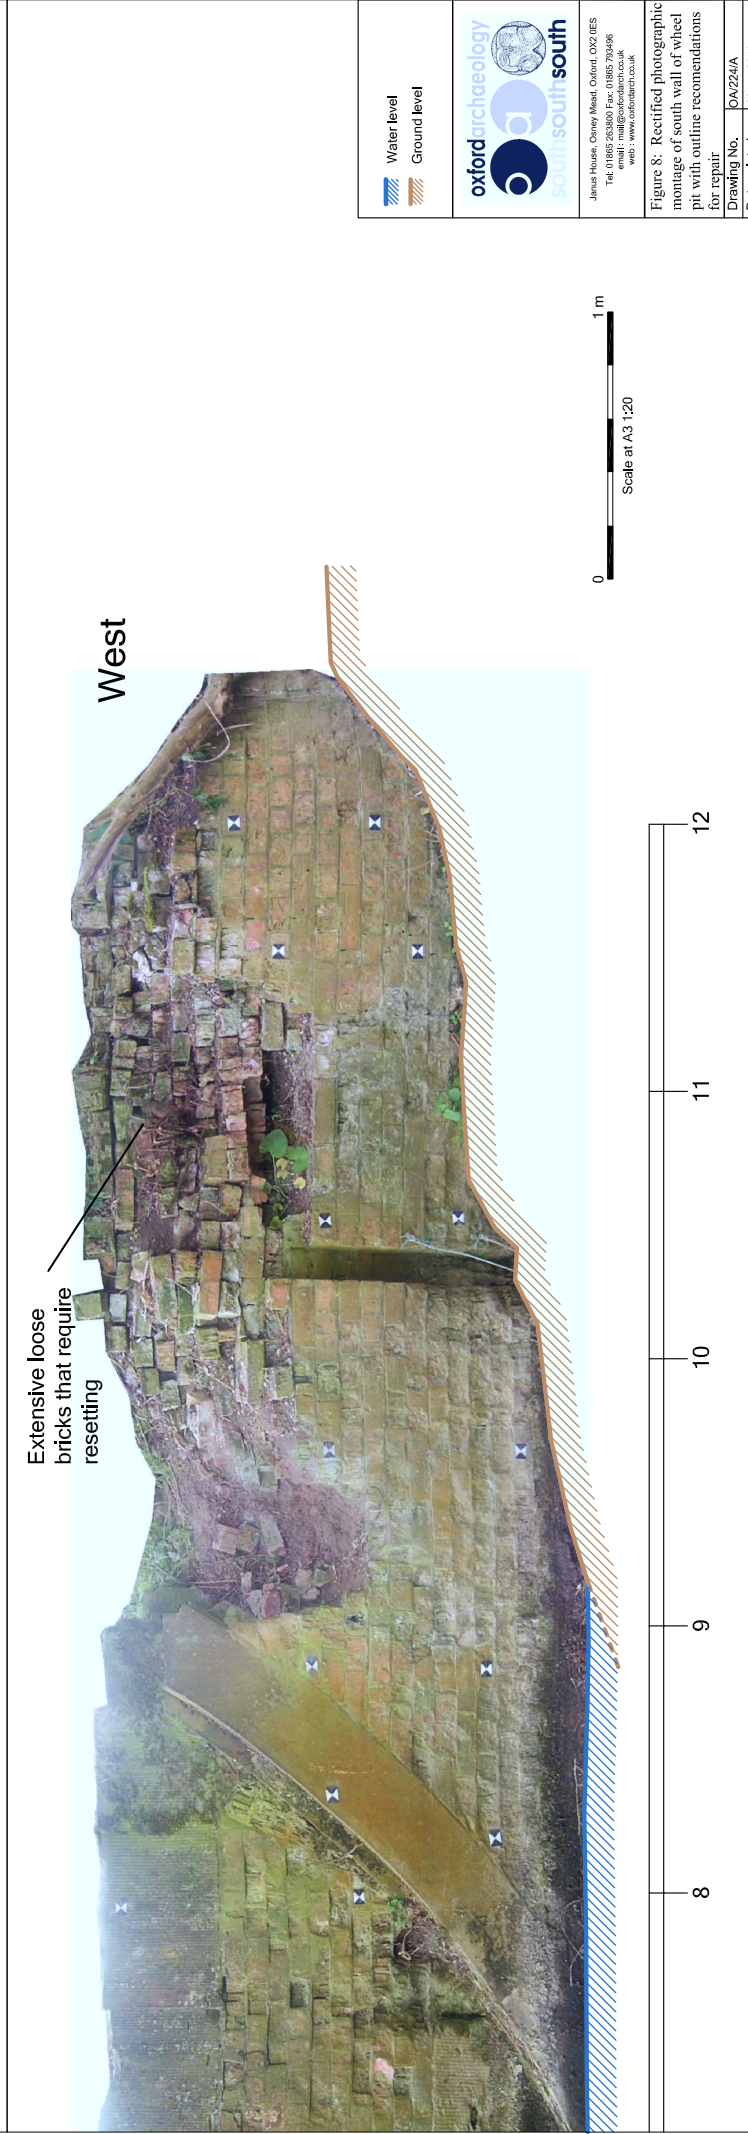 Extensive loose
bricks that require
resetting
West
8
9
10
11
12
0
1 m
Scale at A3 1:20
Water level
Ground level
oxfordarchaeology
southsouthsouth
Janus House, Osney Mead, Oxford, OX2 0ES
Tel: 01865 263800 Fax: 01865 793496
email: mail@oxfordarch.co.uk
web: www.oxfordarch.co.uk
Figure 8: Rectified photographic
montage of south wall of wheel
pit with outline recomendations
for repair
Drawing No. OA/224/A